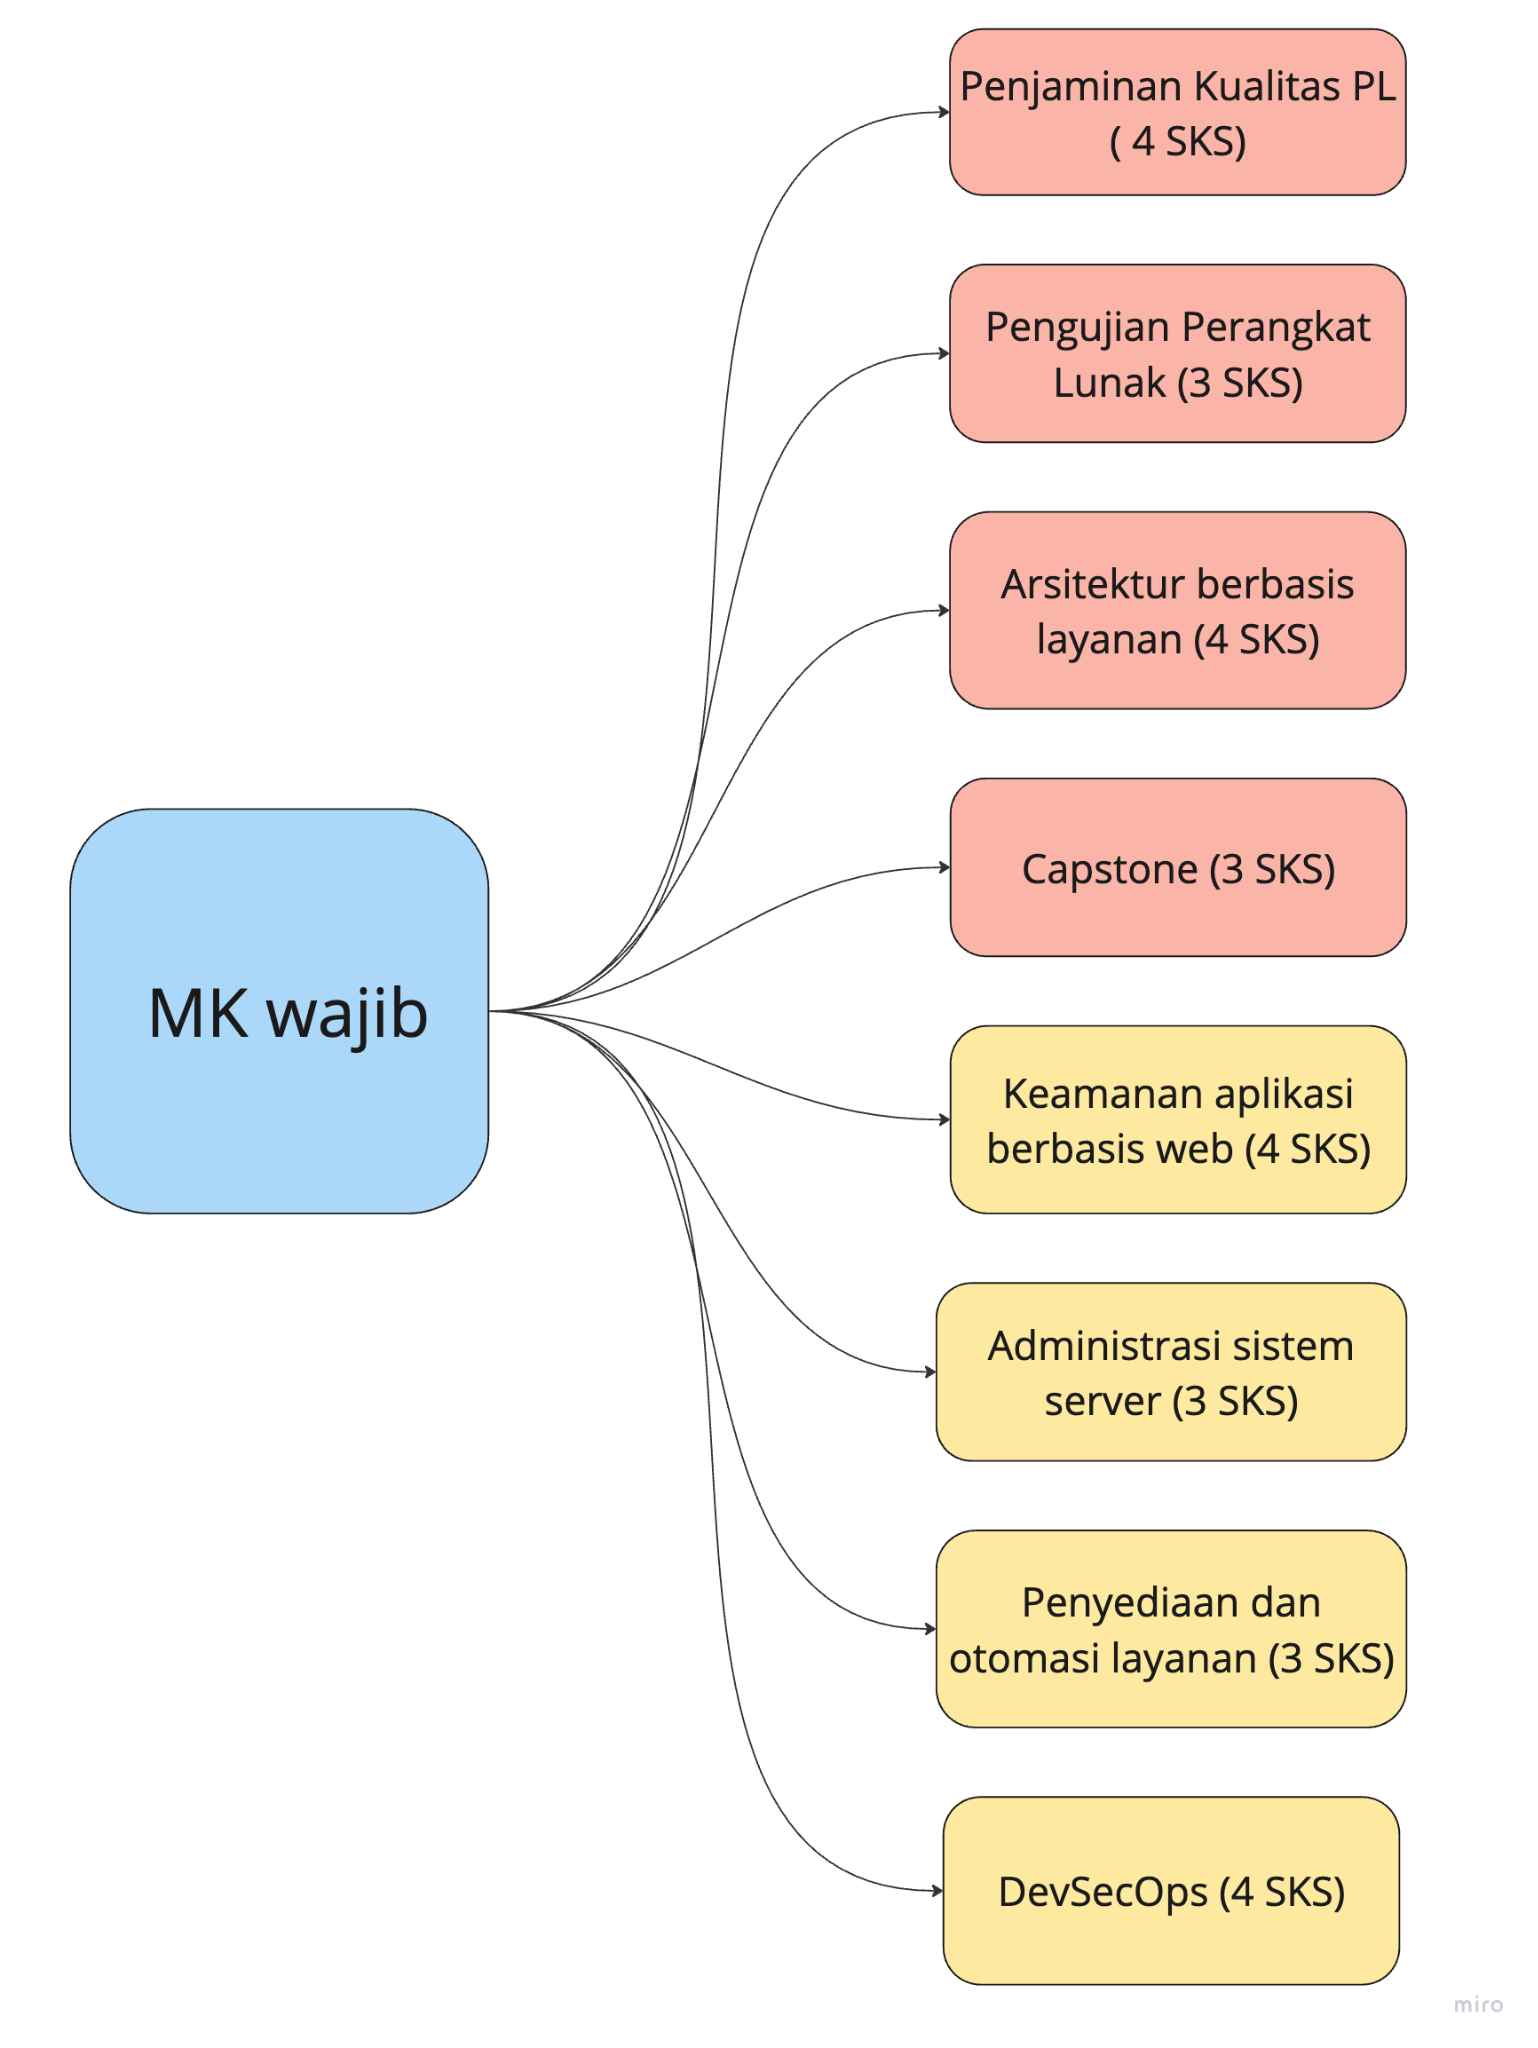 Penjaminan Kualitas PL
( 4 SKS)
Pengujian Perangkat
Lunak (3 SKS)
Arsitektur berbasis
layanan (4 SKS)
Capstone (3 SKS)
MK wajib
Keamanan aplikasi
berbasis web (4 SKS)
Administrasi sistem
server (3 SKS)
Penyediaan dan
otomasi layanan (3 SKS)
DevSecOps (4 SKS)
miro